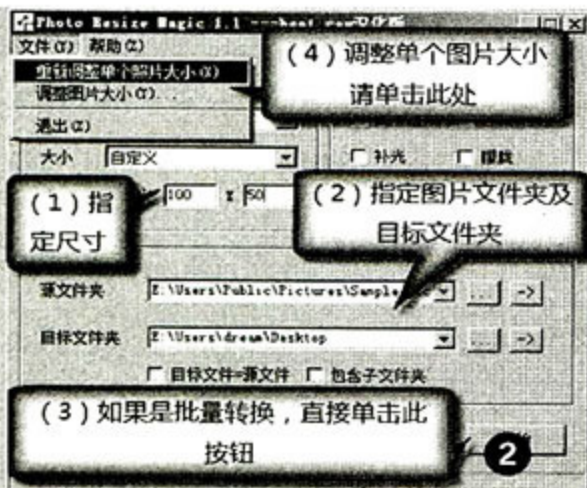 Photo Resize Magic 1.1
文件(Y) 帮助(Z)
重新调整单个照片大小(X)
调整图片大小(Y)...
退出(Z)
(4)调整单个图片大小
请单击此处
大小 自定义
补光
(1)指
定尺寸
100 x 50
(2)指定图片文件夹及
目标文件夹
源文件夹 E:\Users\Public\Pictures\Sample ... ->
目标文件夹 E:\Users\dream\Desktop ... ->
目标文件=源文件 包含子文件夹
(3)如果是批量转换,直接单击此
按钮
2